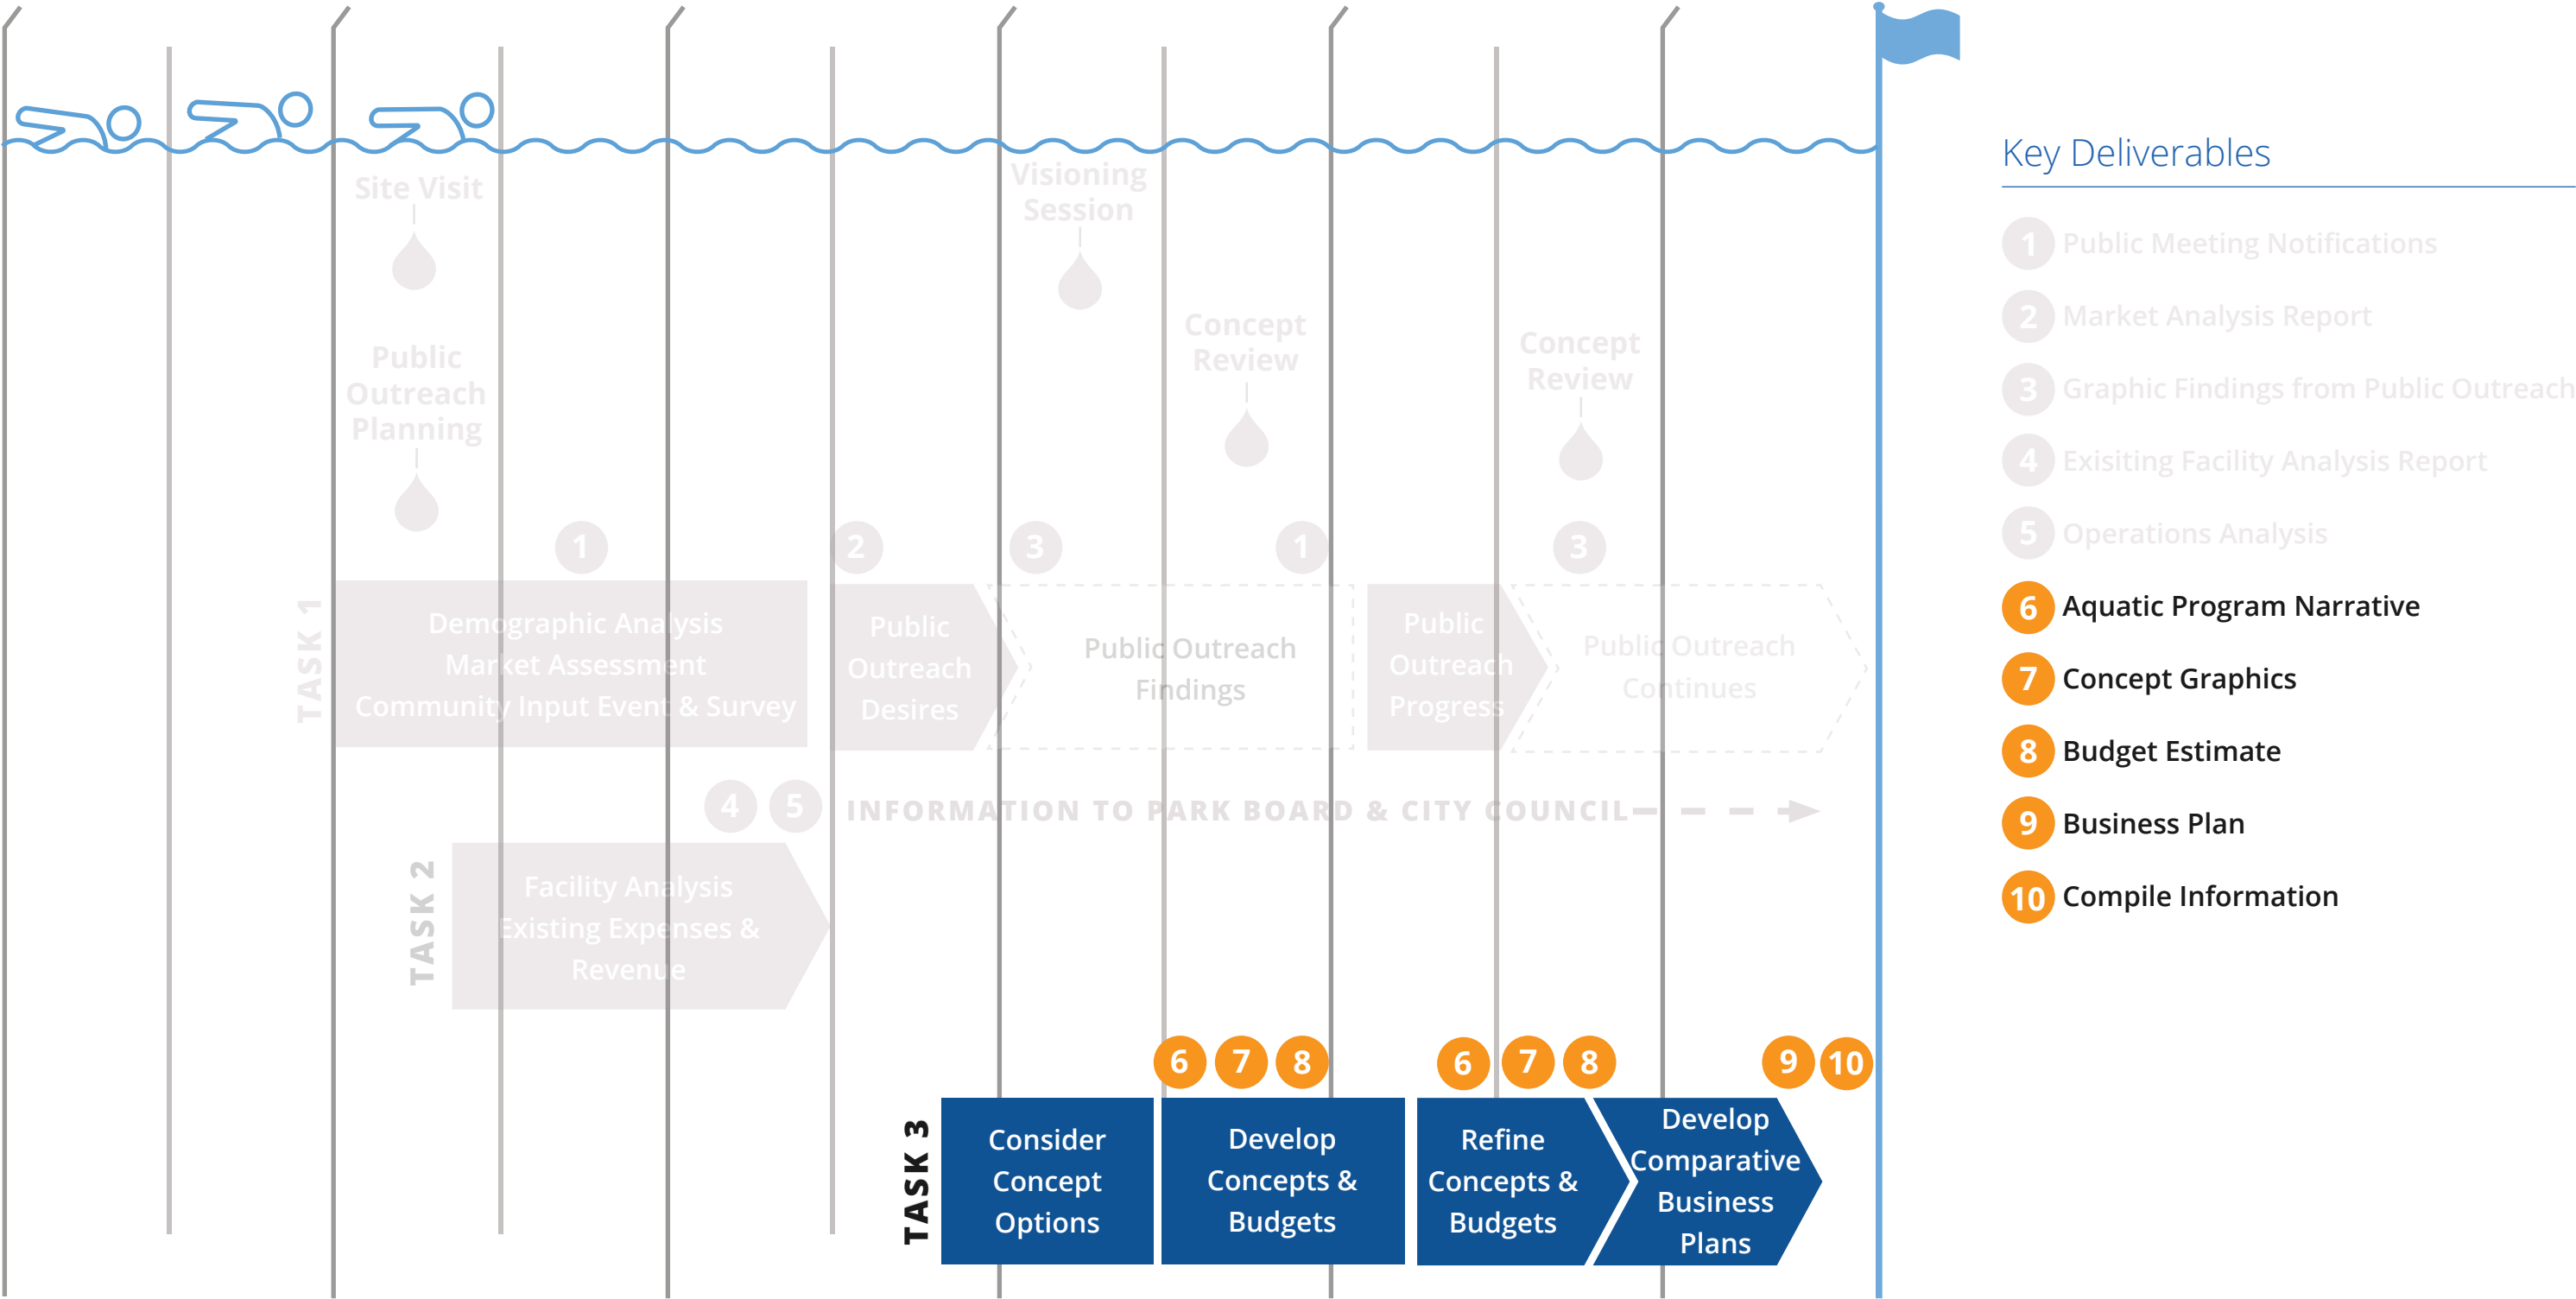 Site Visit
Visioning
Session
Public
Outreach
Planning
Concept
Review
Concept
Review
1
2
3
1
3
TASK 1
Demographic Analysis
Market Assessment
Community Input Event & Survey
Public
Outreach
Desires
Public Outreach
Findings
Public
Outreach
Progress
Public Outreach
Continues
4
5
INFORMATION TO PARK BOARD & CITY COUNCIL
TASK 2
Facility Analysis
Existing Expenses &
Revenue
6
7
8
6
7
8
9
10
TASK 3
Consider
Concept
Options
Develop
Concepts &
Budgets
Refine
Concepts &
Budgets
Develop
Comparative
Business
Plans
Key Deliverables
1 Public Meeting Notifications
2 Market Analysis Report
3 Graphic Findings from Public Outreach
4 Exisiting Facility Analysis Report
5 Operations Analysis
6 Aquatic Program Narrative
7 Concept Graphics
8 Budget Estimate
9 Business Plan
10 Compile Information